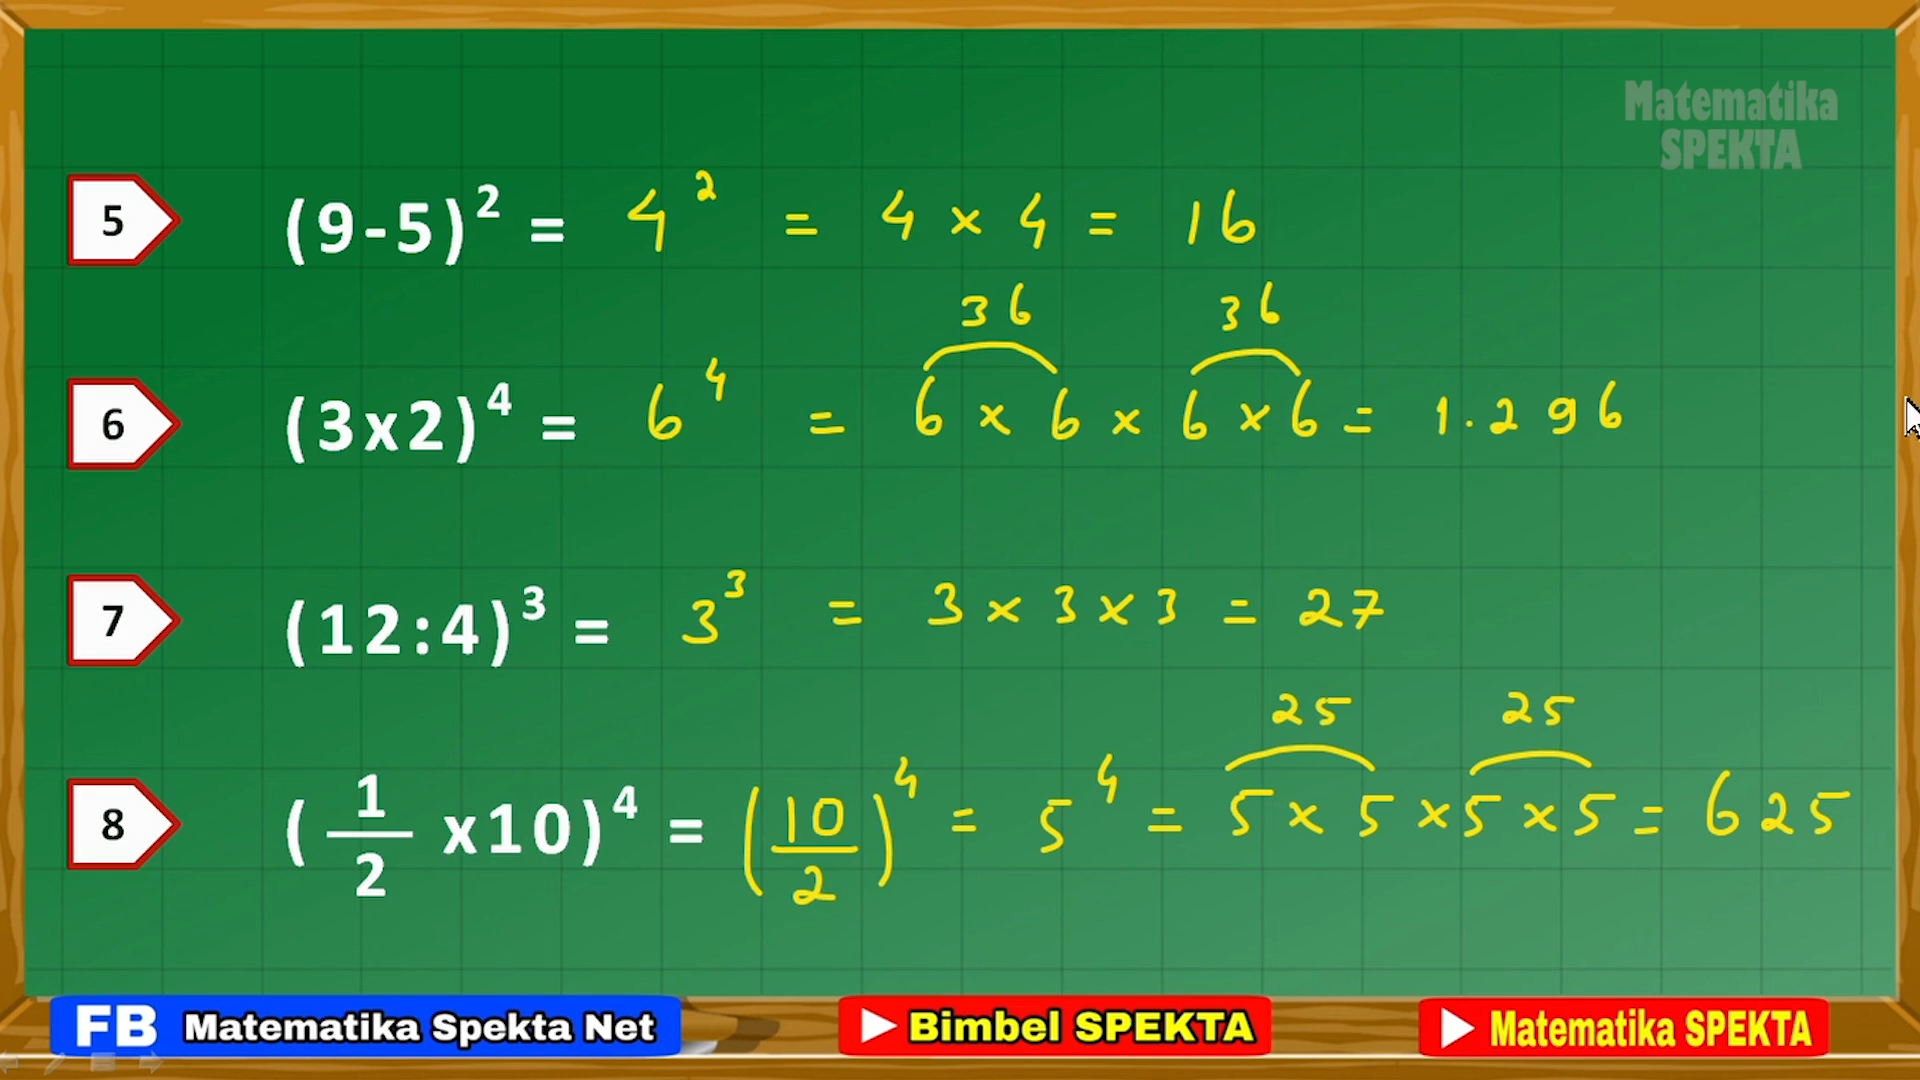 Matematika
SPEKTA
5 (9-5)² = 4² = 4 × 4 = 16
36 36
6 (3x2)⁴ = 6⁴ = 6 × 6 × 6 × 6 = 1.296
7 (12:4)³ = 3³ = 3 × 3 × 3 = 27
25 25
8 (1/2 x10)⁴ = (10/2)⁴ = 5⁴ = 5 × 5 × 5 × 5 = 625
FB Matematika Spekta Net
Bimbel SPEKTA
Matematika SPEKTA